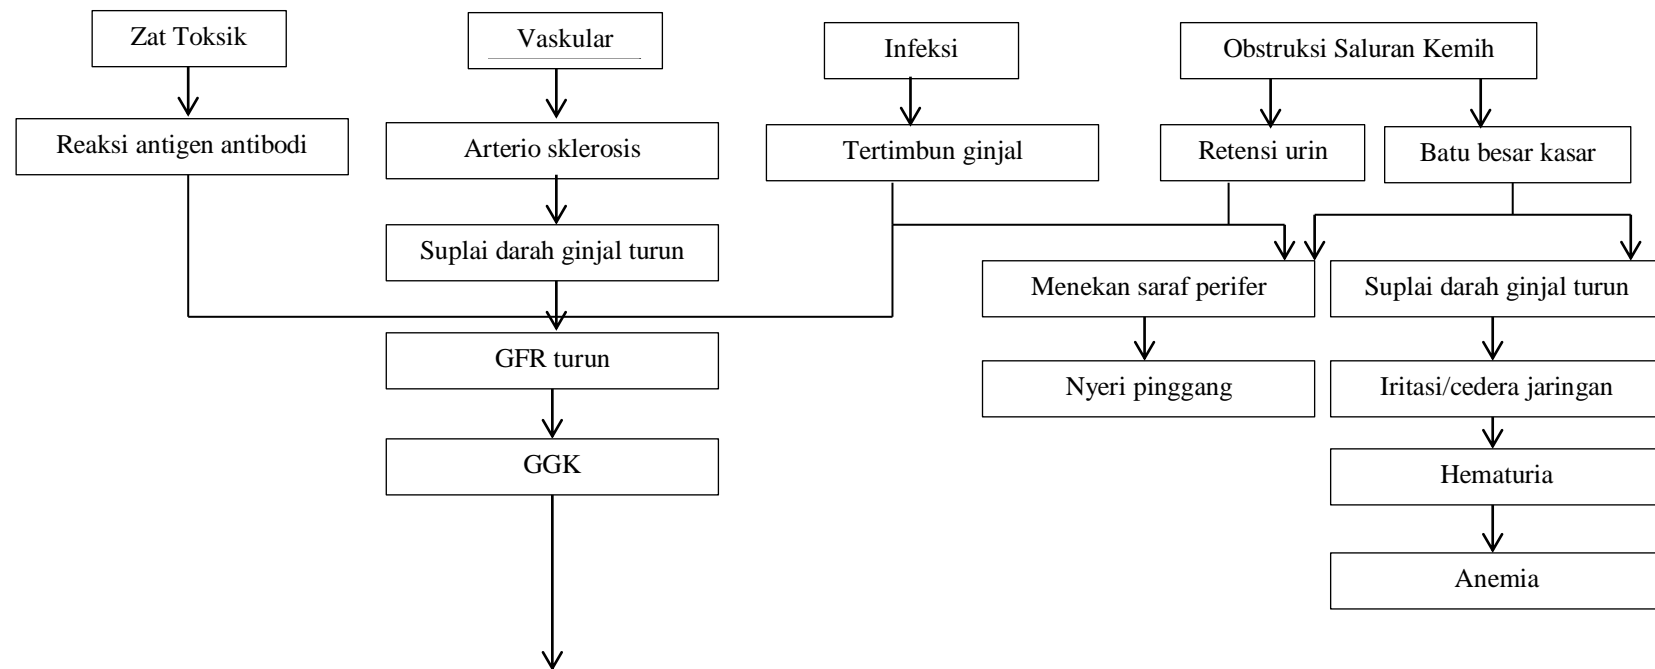 Zat Toksik
Vaskular
Infeksi
Obstruksi Saluran Kemih
Reaksi antigen antibodi
Arterio sklerosis
Tertimbun ginjal
Retensi urin
Batu besar kasar
Suplai darah ginjal turun
Menekan saraf perifer
Suplai darah ginjal turun
GFR turun
Nyeri pinggang
Iritasi/cedera jaringan
GGK
Hematuria
Anemia